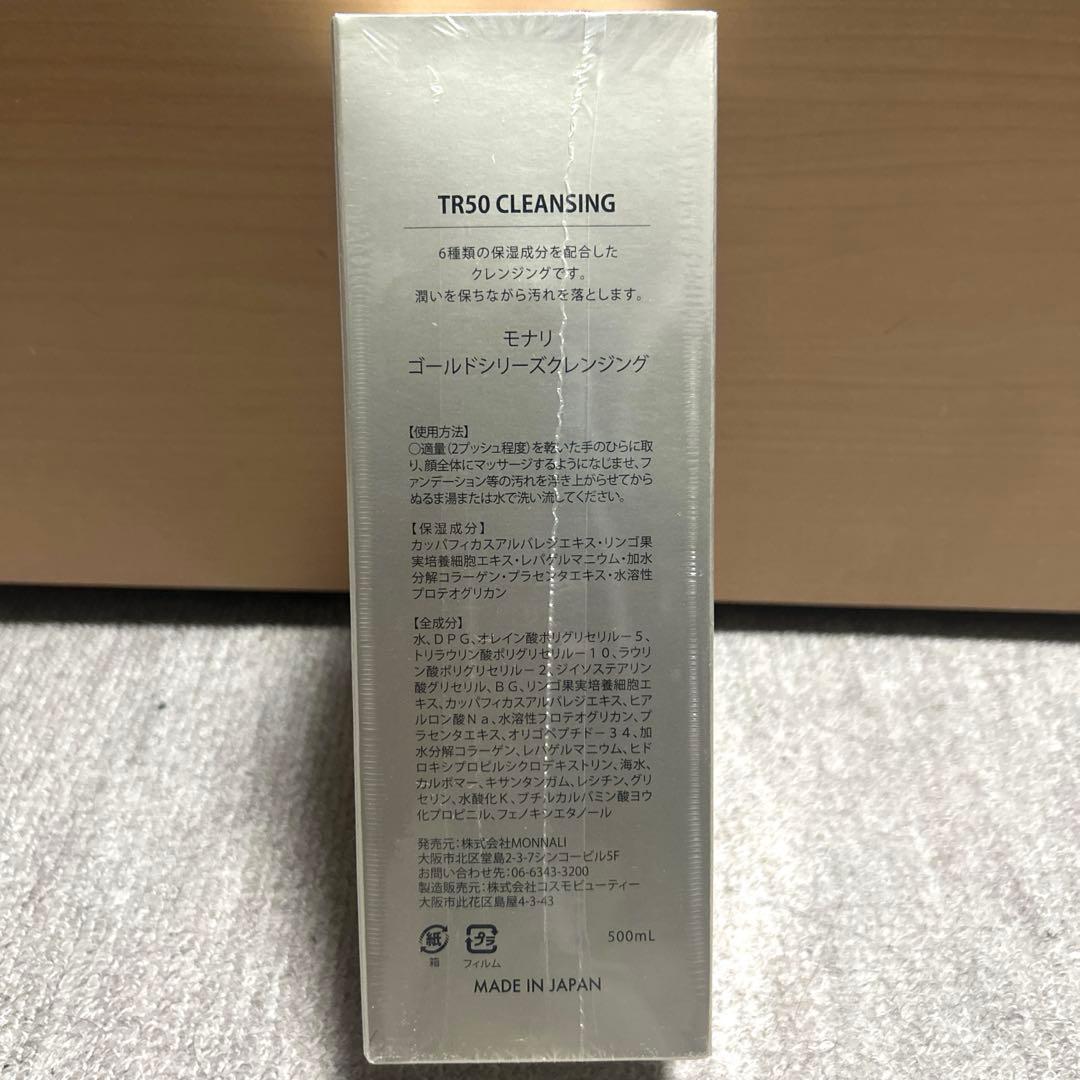 TR50 CLEANSING
6種類の保湿成分を配合した
クレンジングです。
潤いを保ちながら汚れを落とします。
モナリ
ゴールドシリーズクレンジング
【使用方法】
○適量(2プッシュ程度)を乾いた手のひらに取
り、顔全体にマッサージするようになじませ、フ
ァンデーション等の汚れを浮き上がらせてから
ぬるま湯または水で洗い流してください。
【保湿成分】
カッパフィカスアルバレジエキス・リンゴ果
実培養細胞エキス・レパゲルマニウム・加水
分解コラーゲン・プラセンタエキス・水溶性
プロテオグリカン
【全成分】
水、DPG、オレイン酸ポリグリセリル−5、
トリラウリン酸ポリグリセリル−10、ラウリ
ン酸ポリグリセリル−2、ジイソステアリン
酸グリセリル、BG、リンゴ果実培養細胞エ
キス、カッパフィカスアルバレジエキス、ヒア
ルロン酸Na、水溶性プロテオグリカン、プ
ラセンタエキス、オリゴペプチド−34、加
水分解コラーゲン、レパゲルマニウム、ヒド
ロキシプロピルシクロデキストリン、海水、
カルボマー、キサンタンガム、レシチン、グリ
セリン、水酸化K、ブチルカルバミン酸ヨウ
化プロピニル、フェノキシエタノール
発売元:株式会社MONNALI
大阪市北区堂島2-3-7シンコービル5F
お問い合わせ先:06-6343-3200
製造販売元:株式会社コスモビューティー
大阪市此花区島屋4-3-43
紙 プラ 500mL
箱 フィルム
MADE IN JAPAN